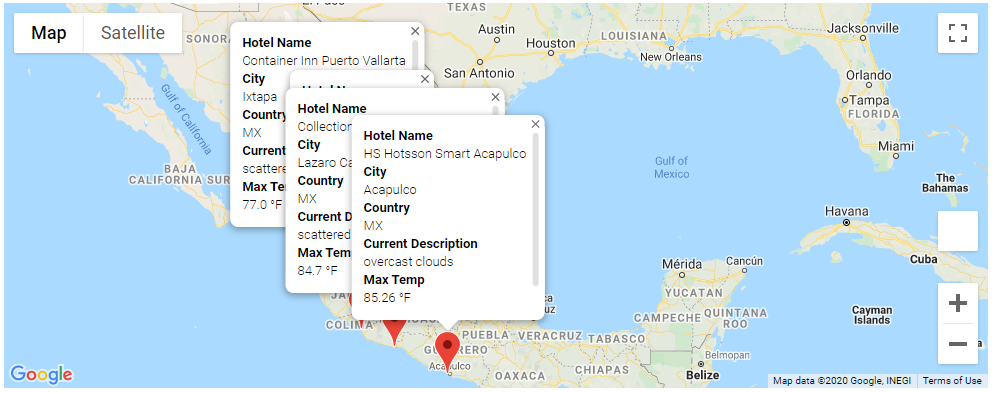 Map
Satellite
Hotel Name
Container Inn Puerto Vallarta
City
Ixtapa
Country
MX
Current
scattered
Max Temp
77.0 °F
Hotel Name
Hotel Name
Collection
City
Lazaro
Country
MX
Current
scattered
Max Temp
84.7 °F
Hotel Name
HS Hotsson Smart Acapulco
City
Acapulco
Country
MX
Current Description
overcast clouds
Max Temp
85.26 °F
TEXAS
SONORA
Austin
Houston
San Antonio
LOUISIANA
New Orleans
Jacksonville
Orlando
Tampa
FLORIDA
Miami
The
Bahamas
Gulf of California
BAJA
CALIFORNIA SUR
Gulf of
Mexico
Havana
Cuba
Mérida
Cancún
YUCATAN
CAMPECHE
QUINTANA
ROO
Cayman
Islands
COLIMA
PUEBLA
VERACRUZ
TABASCO
GUERRERO
Acapulco
OAXACA
CHIAPAS
Belmopan
Belize
Google
Map data ©2020 Google, INEGI
Terms of Use